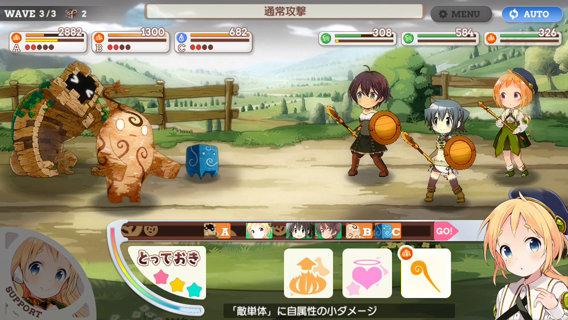 WAVE 3/3 2
通常攻撃
MENU
AUTO
2882
A
1300
B
682
C
308
584
326
A
B C
GO!
とっておき
SUPPORT
「敵単体」に自属性の小ダメージ